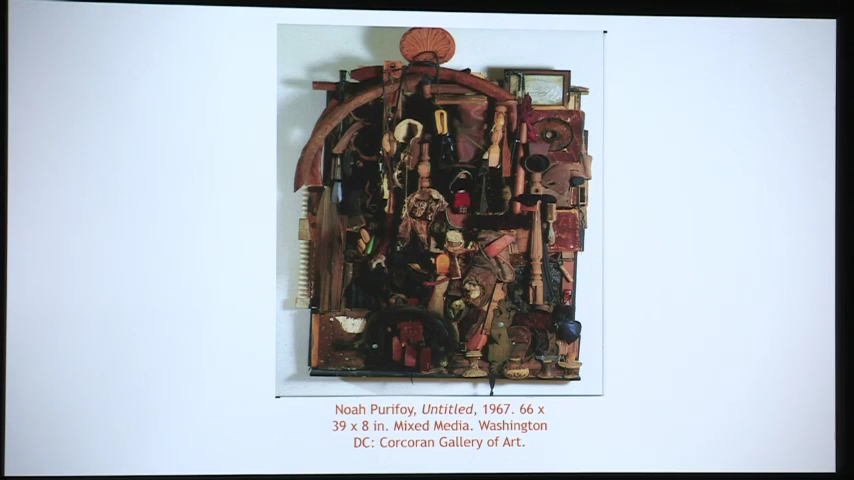 Noah Purifoy, Untitled, 1967. 66 x
39 x 8 in. Mixed Media. Washington
DC: Corcoran Gallery of Art.